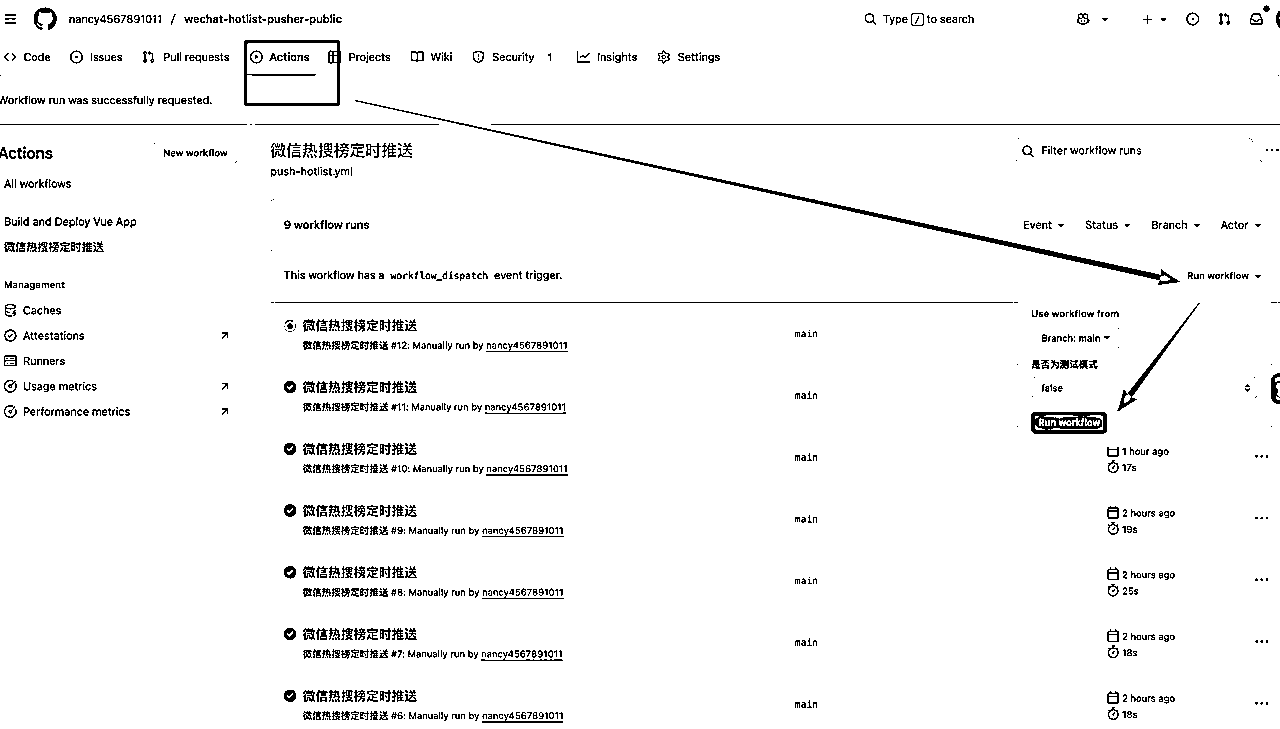 nancy4567891011 / wechat-hotlist-pusher-public
Type / to search
Code
Issues
Pull requests
Actions
Projects
Wiki
Security 1
Insights
Settings
Workflow run was successfully requested.
Actions
New workflow
All workflows
Build and Deploy Vue App
微信热搜榜定时推送
Management
Caches
Attestations
Runners
Usage metrics
Performance metrics
微信热搜榜定时推送
push-hotlist.yml
Filter workflow runs
9 workflow runs
Event
Status
Branch
Actor
This workflow has a workflow_dispatch event trigger.
Run workflow
Use workflow from
Branch: main
是否为测试模式
false
Run workflow
微信热搜榜定时推送
微信热搜榜定时推送 #12: Manually run by nancy4567891011
main
微信热搜榜定时推送
微信热搜榜定时推送 #11: Manually run by nancy4567891011
main
微信热搜榜定时推送
微信热搜榜定时推送 #10: Manually run by nancy4567891011
main
1 hour ago
17s
微信热搜榜定时推送
微信热搜榜定时推送 #9: Manually run by nancy4567891011
main
2 hours ago
19s
微信热搜榜定时推送
微信热搜榜定时推送 #8: Manually run by nancy4567891011
main
2 hours ago
25s
微信热搜榜定时推送
微信热搜榜定时推送 #7: Manually run by nancy4567891011
main
2 hours ago
18s
微信热搜榜定时推送
微信热搜榜定时推送 #6: Manually run by nancy4567891011
main
2 hours ago
18s